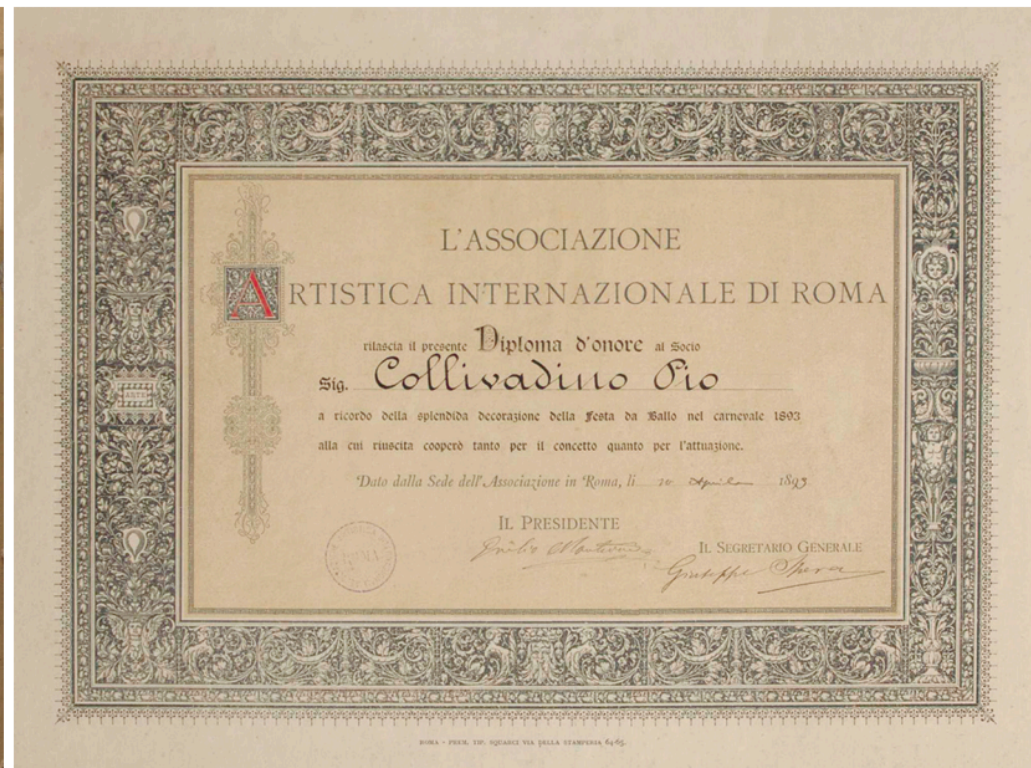 L'ASSOCIAZIONE
ARTISTICA INTERNAZIONALE DI ROMA
rilascia il presente Diploma d'onore al Socio
Sig. Collivadino Pio
a ricordo della splendida decorazione della Festa da Ballo nel carnevale 1893
alla cui riuscita cooperò tanto per il concetto quanto per l'attuazione.
Dato dalla Sede dell'Associazione in Roma, li 10 Aprile 1893
IL PRESIDENTE
IL SEGRETARIO GENERALE
Giuseppe
ARTE
ROMA
ROMA - PREM. TIP. SQUARCI VIA DELLA STAMPERIA 64-65.